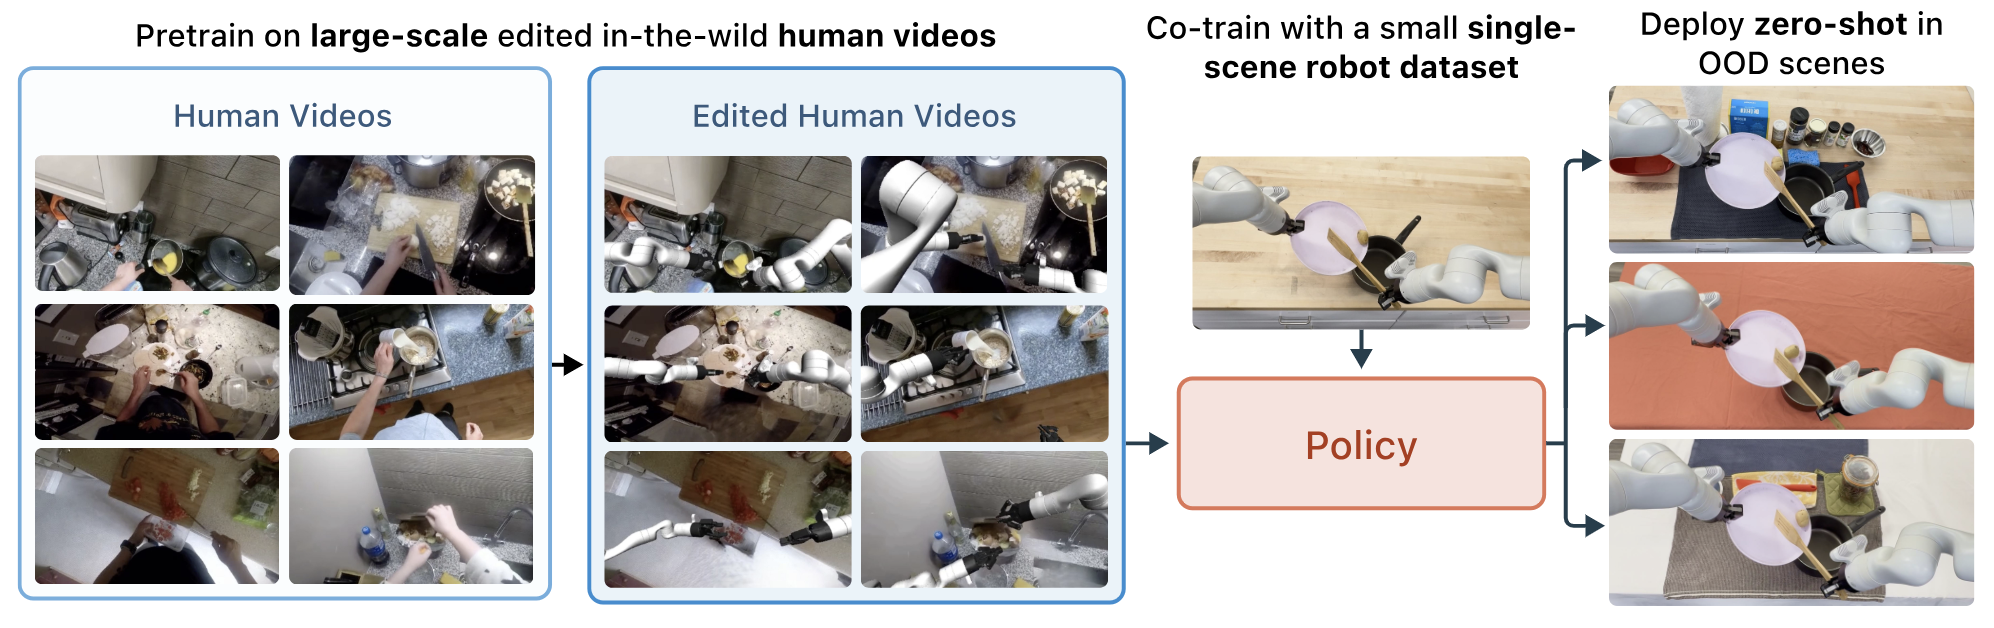 Pretrain on large-scale edited in-the-wild human videos
Human Videos
Edited Human Videos
Co-train with a small single-
scene robot dataset
Policy
Deploy zero-shot in
OOD scenes